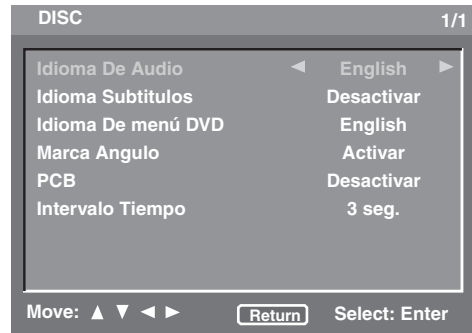 DISC 1/1
Idioma De Audio ◄ English ►
Idioma Subtitulos Desactivar
Idioma De menú DVD English
Marca Angulo Activar
PCB Desactivar
Intervalo Tiempo 3 seg.
Move: ▲ ▼ ◄ ► Return Select: Enter